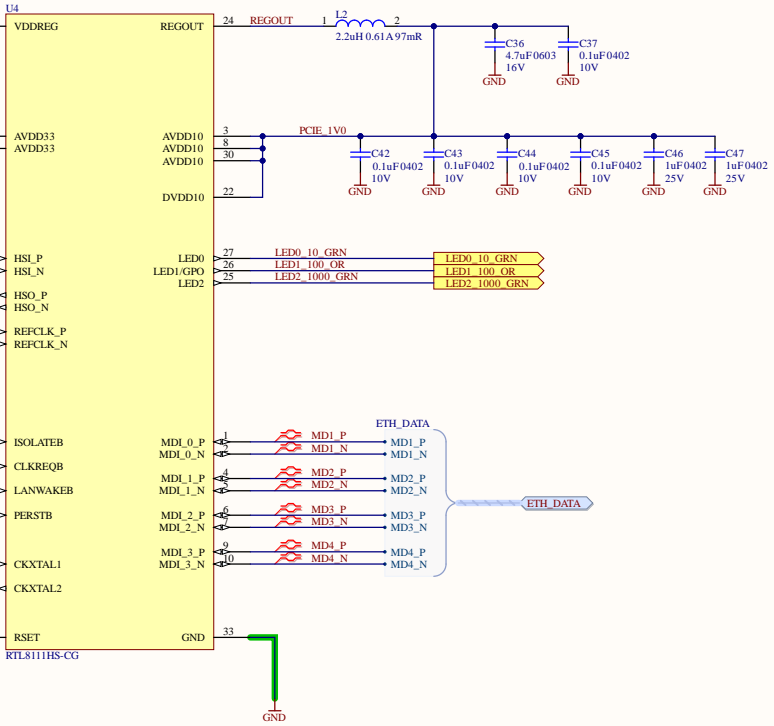 U4
VDDREG
REGOUT
24
REGOUT
1
L2
2
2.2uH 0.61A 97mR
C36
4.7uF0603
16V
GND
C37
0.1uF0402
10V
GND
AVDD33
AVDD33
AVDD10
3
AVDD10
8
AVDD10
30
DVDD10
22
PCIE_1V0
C42
0.1uF0402
10V
GND
C43
0.1uF0402
10V
GND
C44
0.1uF0402
10V
GND
C45
0.1uF0402
10V
GND
C46
1uF0402
25V
GND
C47
1uF0402
25V
GND
HSI_P
HSI_N
HSO_P
HSO_N
REFCLK_P
REFCLK_N
LED0
27
LED0_10_GRN
LED0_10_GRN
LED1/GPO
26
LED1_100_OR
LED1_100_OR
LED2
25
LED2_1000_GRN
LED2_1000_GRN
ISOLATEB
CLKREQB
LANWAKEB
PERSTB
CKXTAL1
CKXTAL2
ETH_DATA
MDI_0_P
1
MD1_P
MD1_P
MDI_0_N
2
MD1_N
MD1_N
MDI_1_P
4
MD2_P
MD2_P
MDI_1_N
5
MD2_N
MD2_N
MDI_2_P
6
MD3_P
MD3_P
MDI_2_N
7
MD3_N
MD3_N
MDI_3_P
9
MD4_P
MD4_P
MDI_3_N
10
MD4_N
MD4_N
ETH_DATA
RSET
GND
33
RTL8111HS-CG
GND